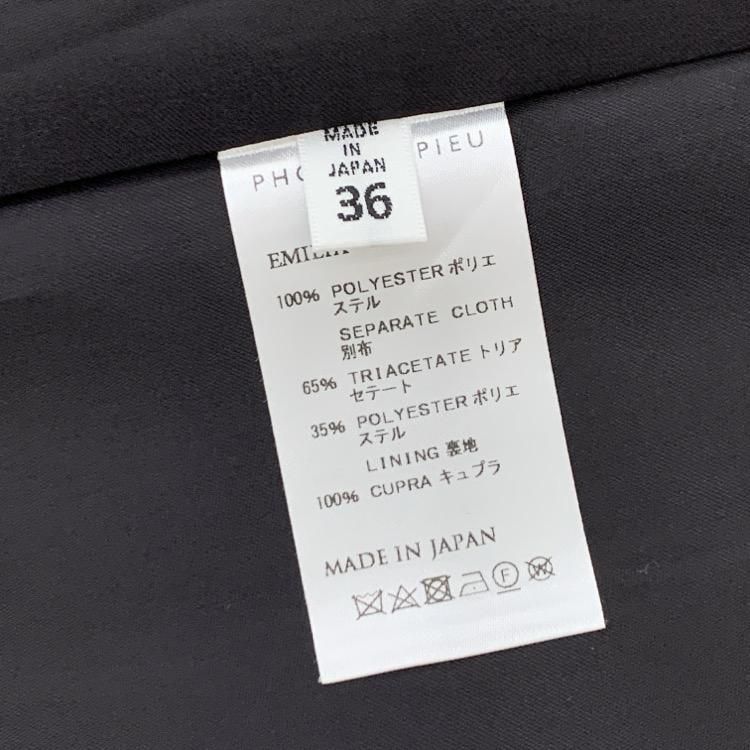 MADE
IN
JAPAN
36
PIEU
100% POLYESTER ポリエ
ステル
SEPARATE CLOTH
別布
65% TRIACETATE トリア
セテート
35% POLYESTER ポリエ
ステル
LINING 裏地
100% CUPRA キュプラ
MADE IN JAPAN
F
W